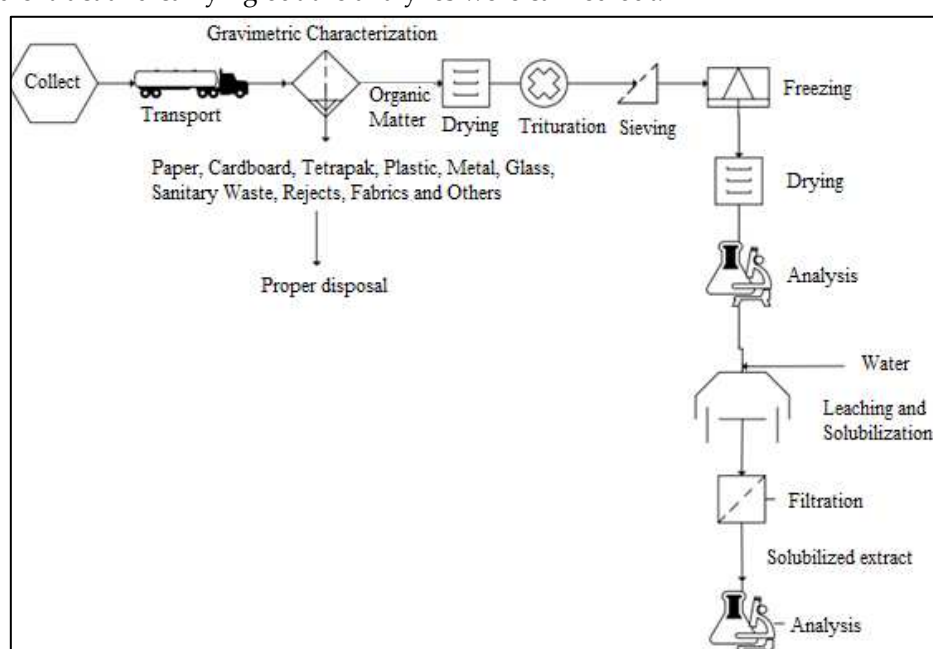 Gravimetric Characterization
Collect
Transport
Organic
Matter
Drying
Trituration
Sieving
Freezing
Paper, Cardboard, Tetrapak, Plastic, Metal, Glass,
Sanitary Waste, Rejects, Fabrics and Others
Proper disposal
Drying
Analysis
Water
Leaching and
Solubilization
Filtration
Solubilized extract
Analysis